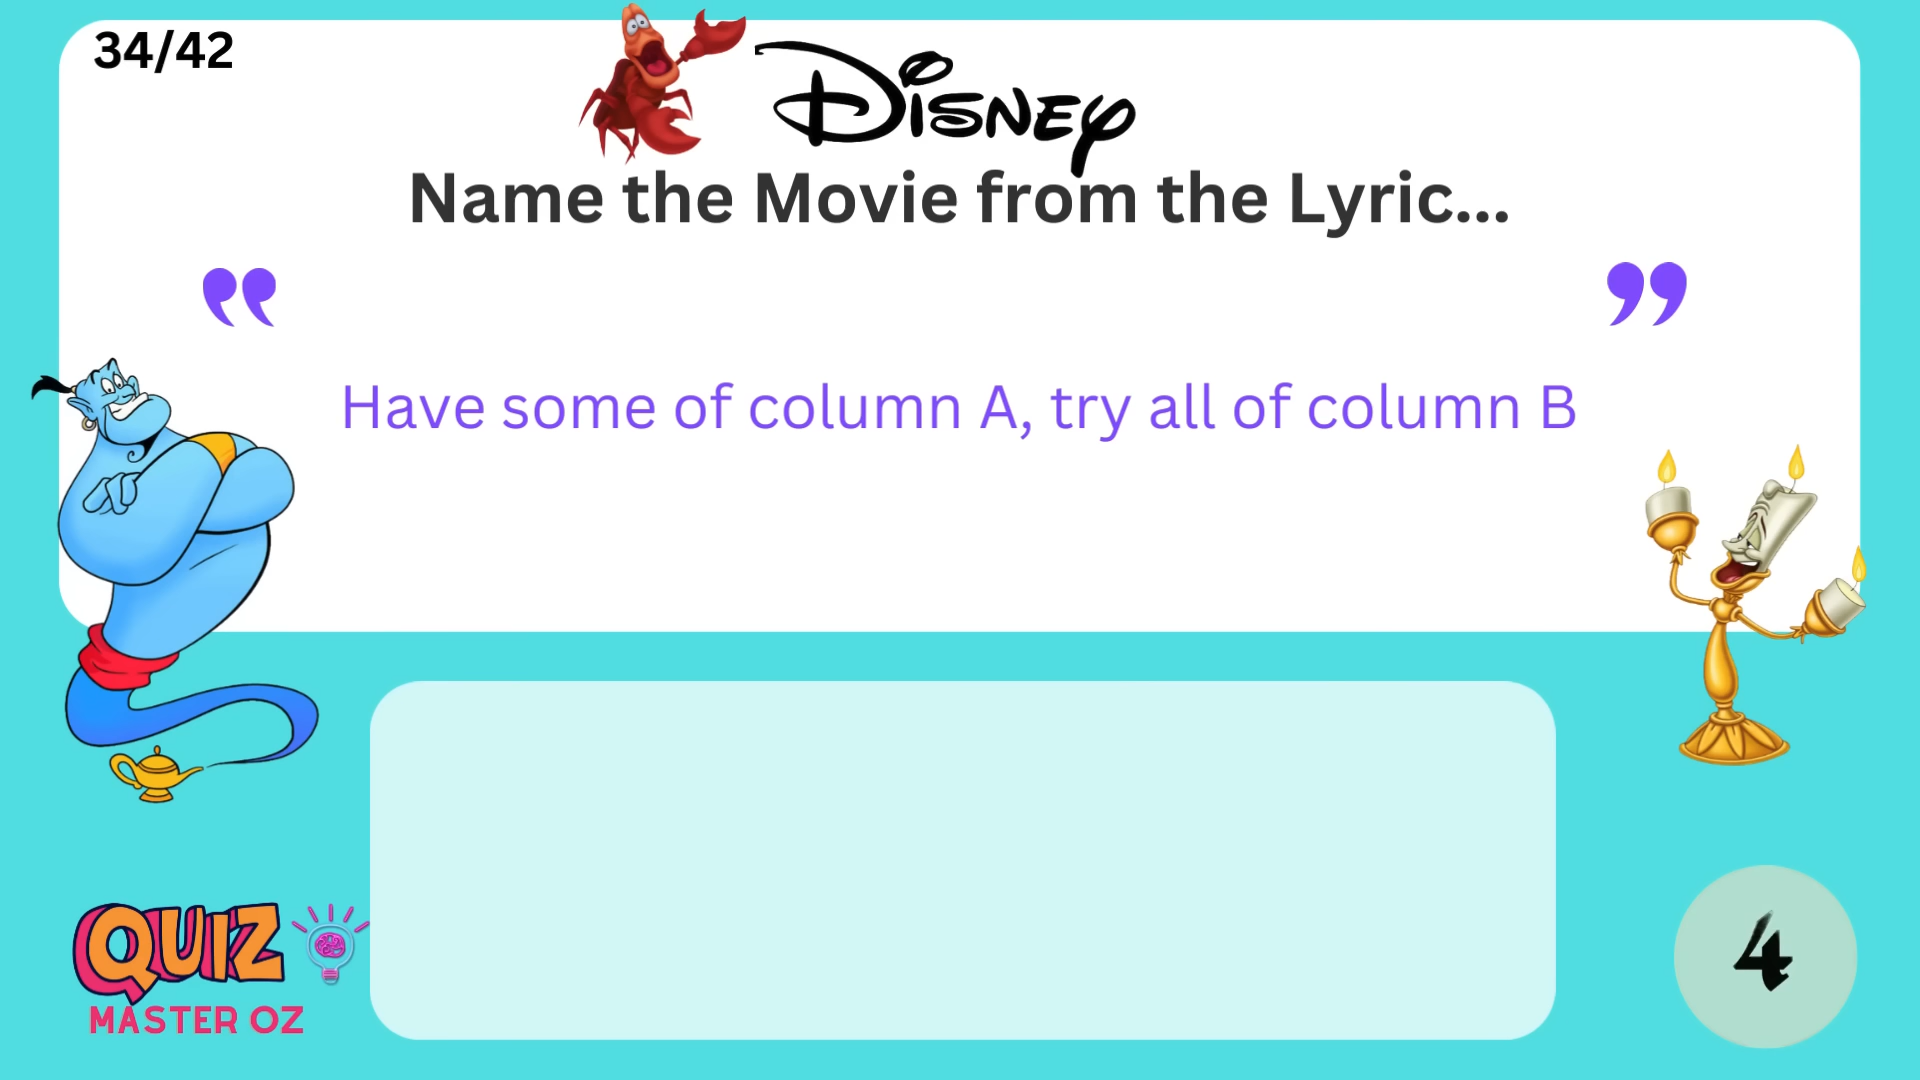 34/42
Disney
Name the Movie from the Lyric...
"
"
Have some of column A, try all of column B
QUIZ
MASTER OZ
4